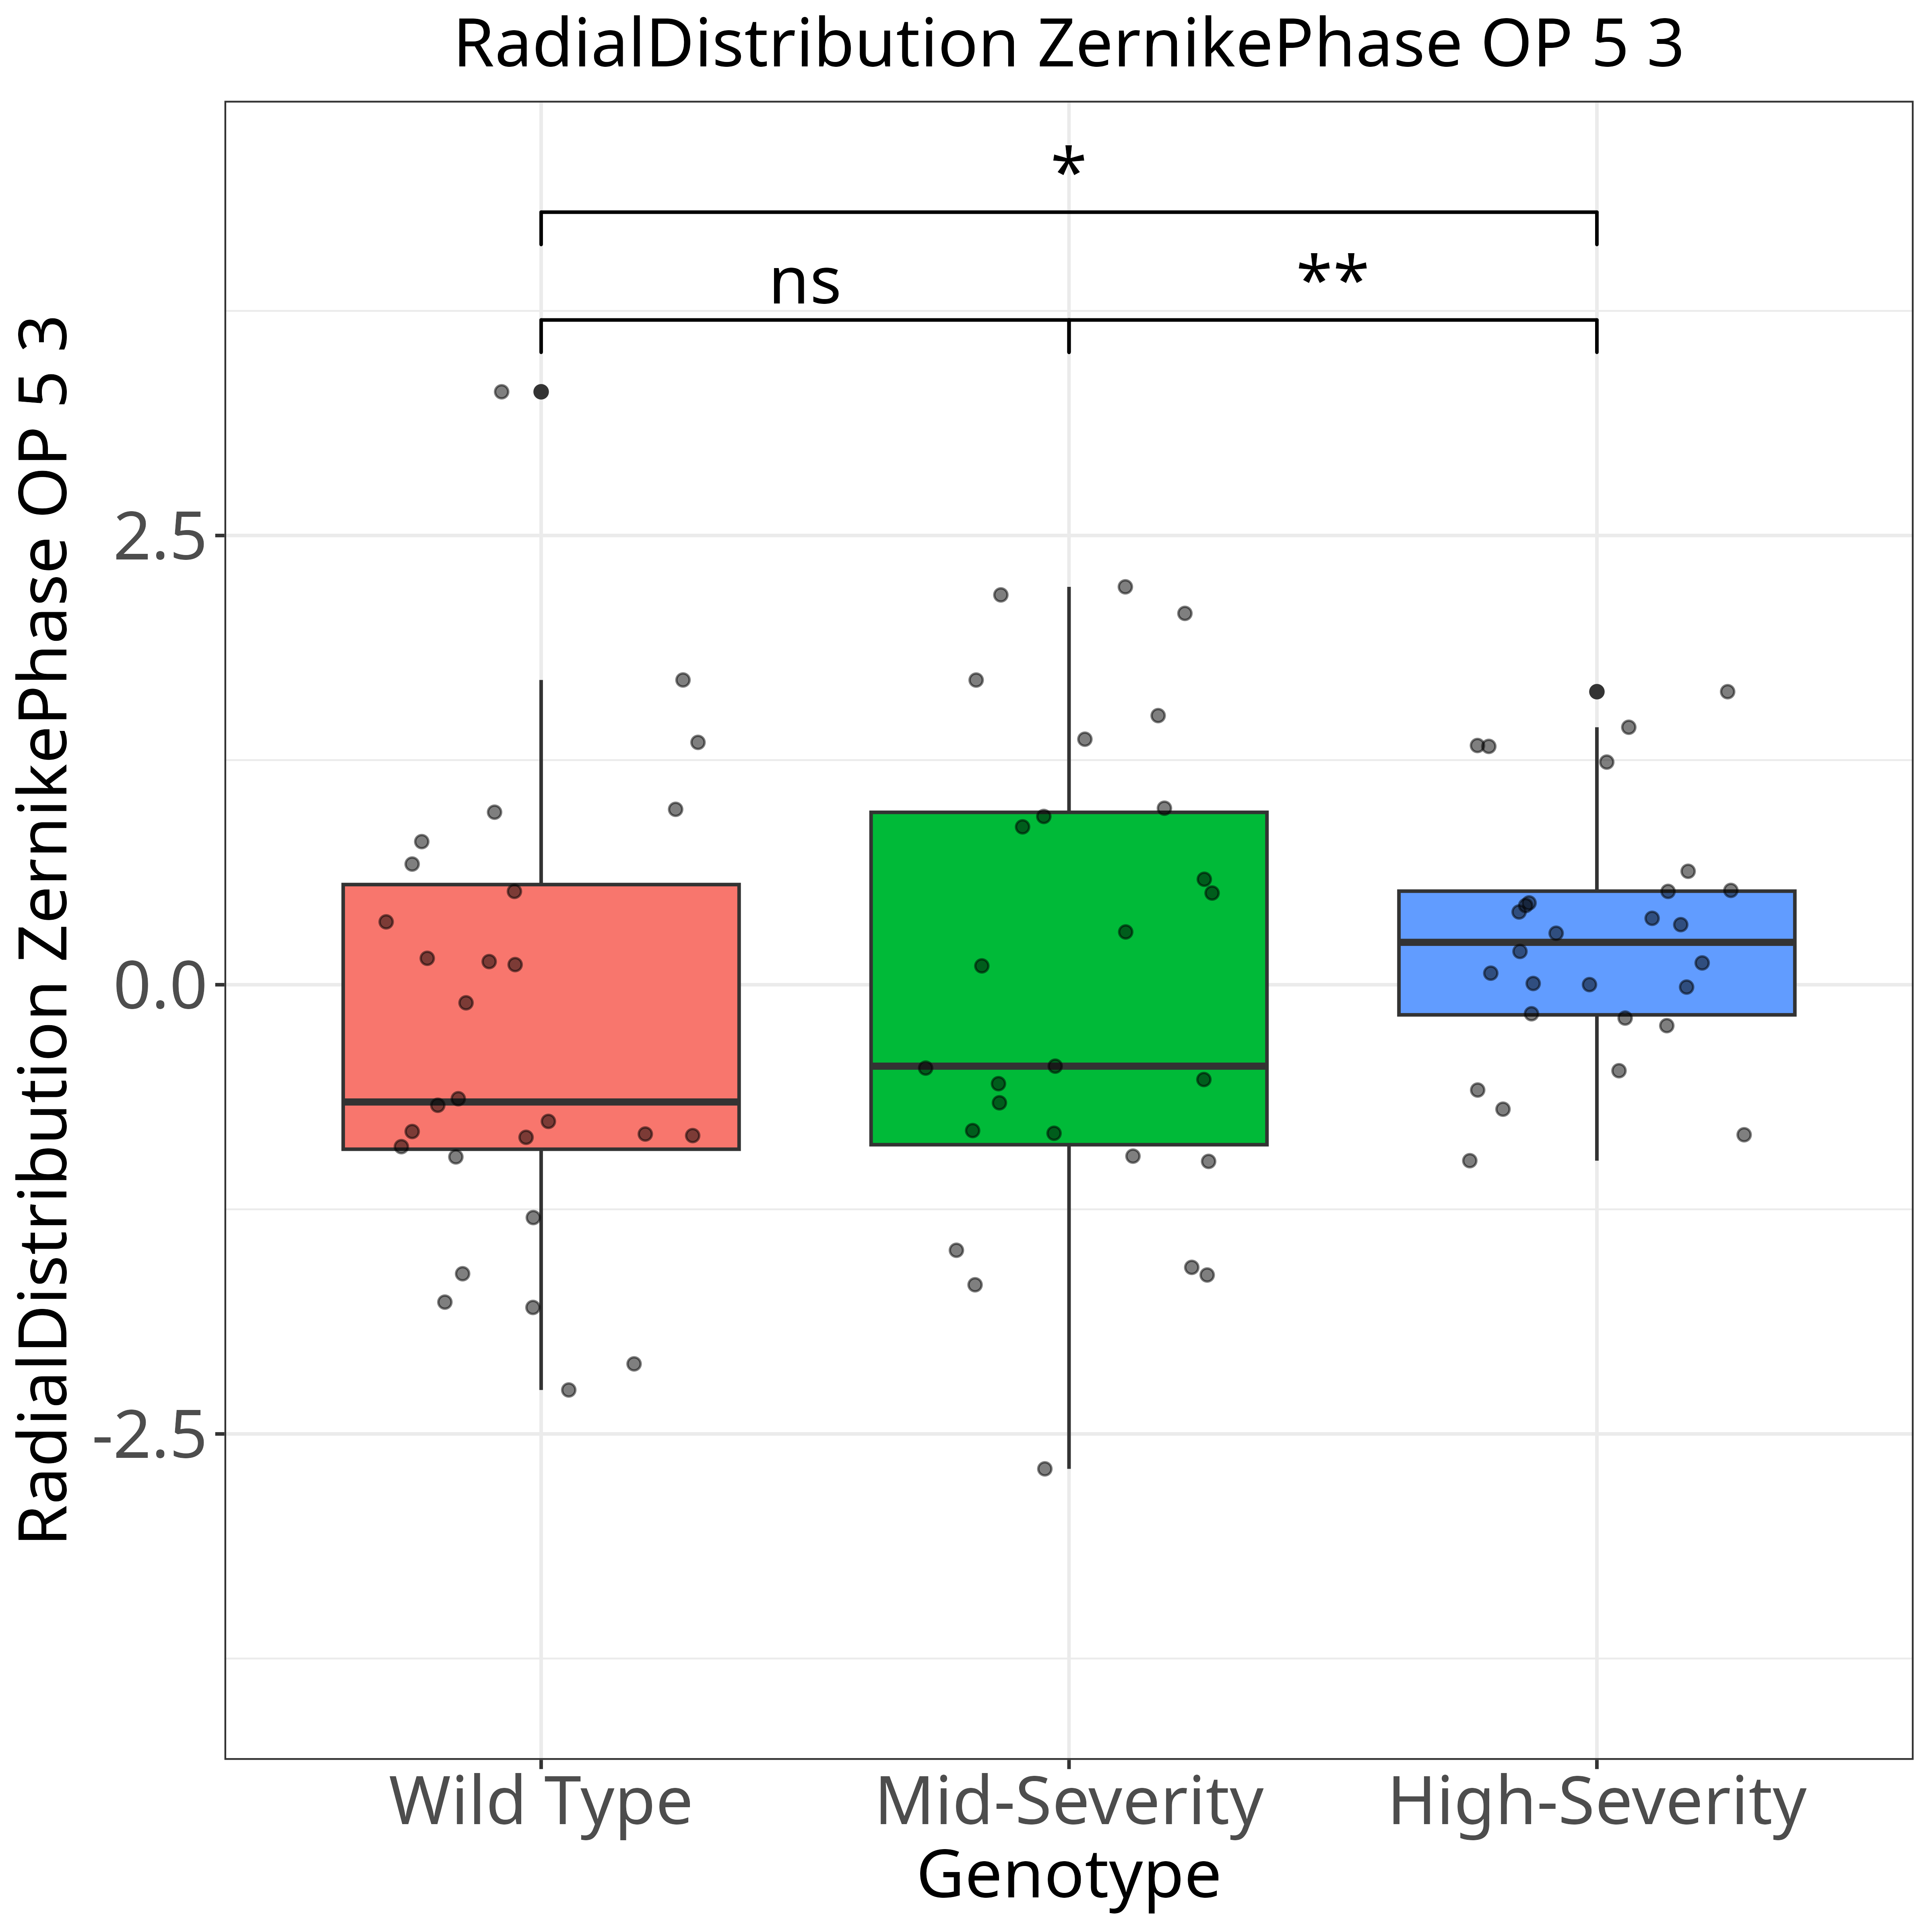 RadialDistribution ZernikePhase OP 5 3
*
ns
**
RadialDistribution ZernikePhase OP 5 3
2.5
0.0
-2.5
Wild Type
Mid-Severity
High-Severity
Genotype